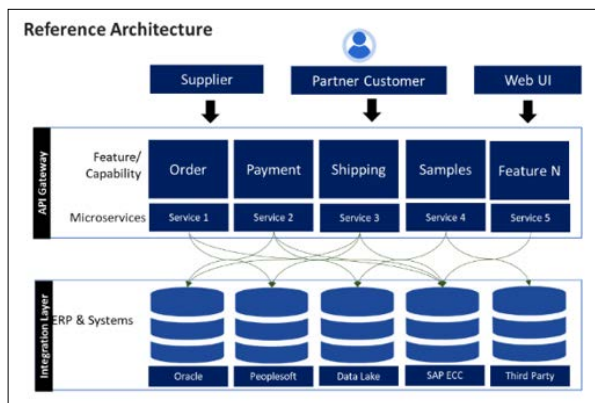 Reference Architecture
Supplier
Partner Customer
Web UI
API Gateway
Feature/
Capability
Order
Payment
Shipping
Samples
Feature N
Microservices
Service 1
Service 2
Service 3
Service 4
Service 5
Integration Layer
ERP & Systems
Oracle
Peoplesoft
Data Lake
SAP ECC
Third Party